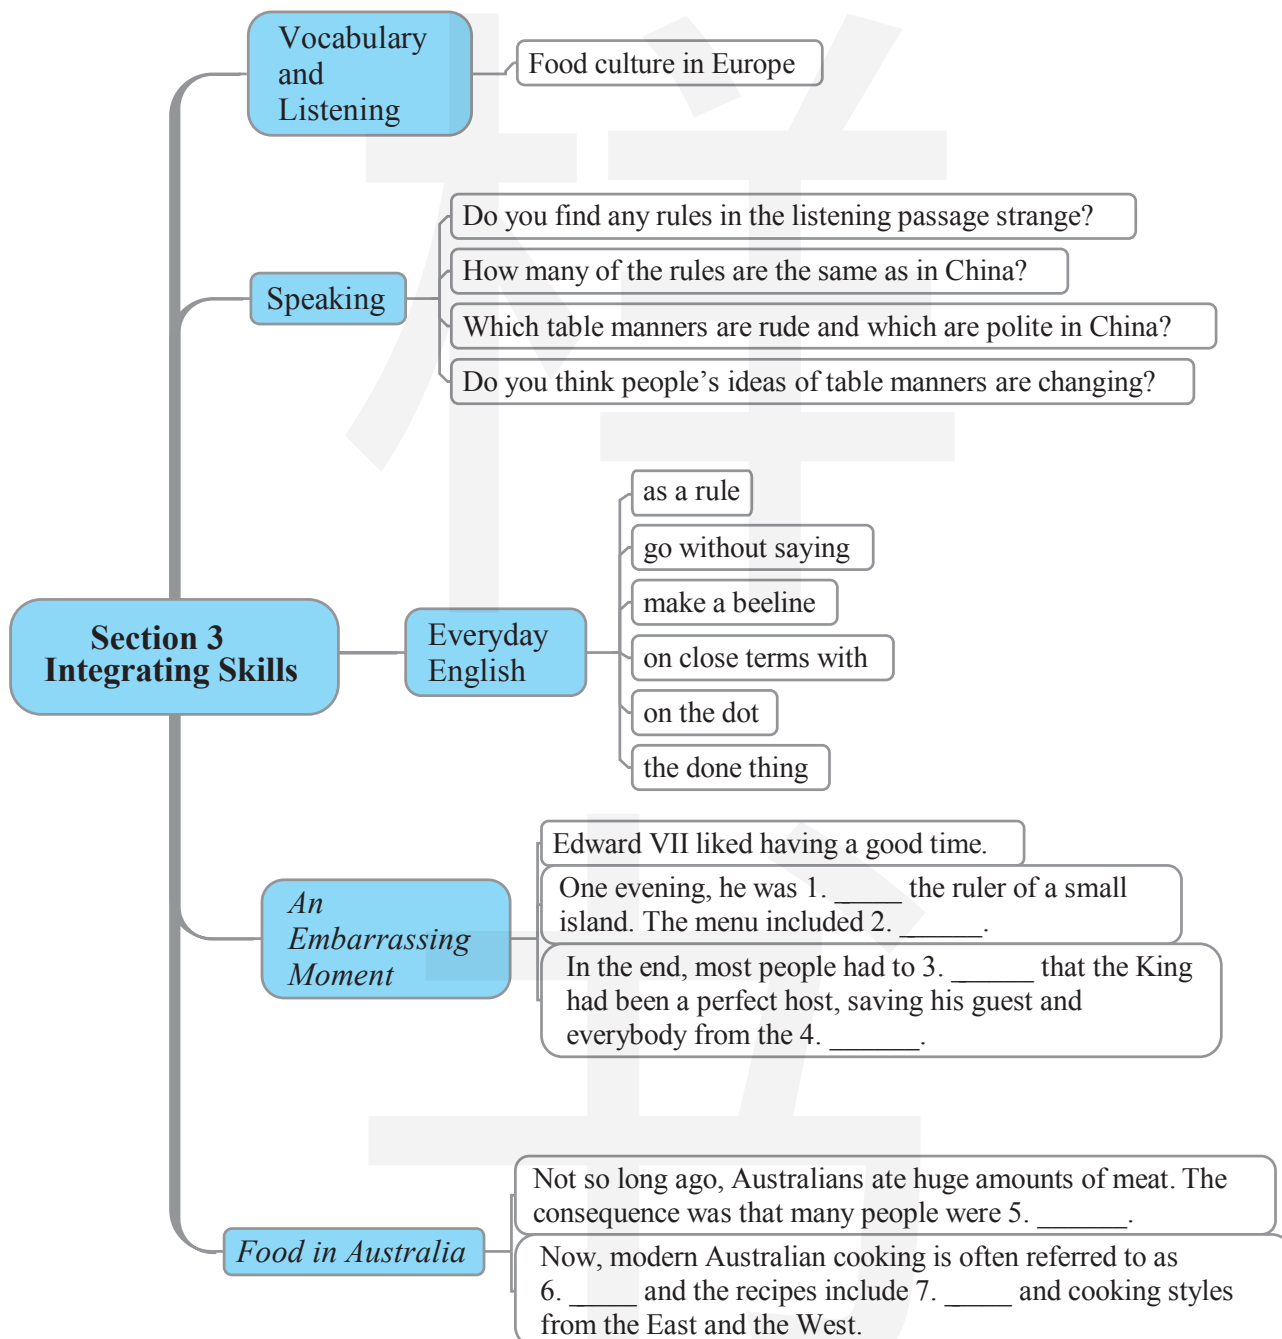 Vocabulary
and
Listening
Food culture in Europe
Speaking
Do you find any rules in the listening passage strange?
How many of the rules are the same as in China?
Which table manners are rude and which are polite in China?
Do you think people's ideas of table manners are changing?
Section 3
Integrating Skills
Everyday
English
as a rule
go without saying
make a beeline
on close terms with
on the dot
the done thing
An
Embarrassing
Moment
Edward VII liked having a good time.
One evening, he was 1. _____ the ruler of a small
island. The menu included 2. ______.
In the end, most people had to 3. ______ that the King
had been a perfect host, saving his guest and
everybody from the 4. ______.
Food in Australia
Not so long ago, Australians ate huge amounts of meat. The
consequence was that many people were 5. ______.
Now, modern Australian cooking is often referred to as
6. _____ and the recipes include 7. _____ and cooking styles
from the East and the West.
样
书